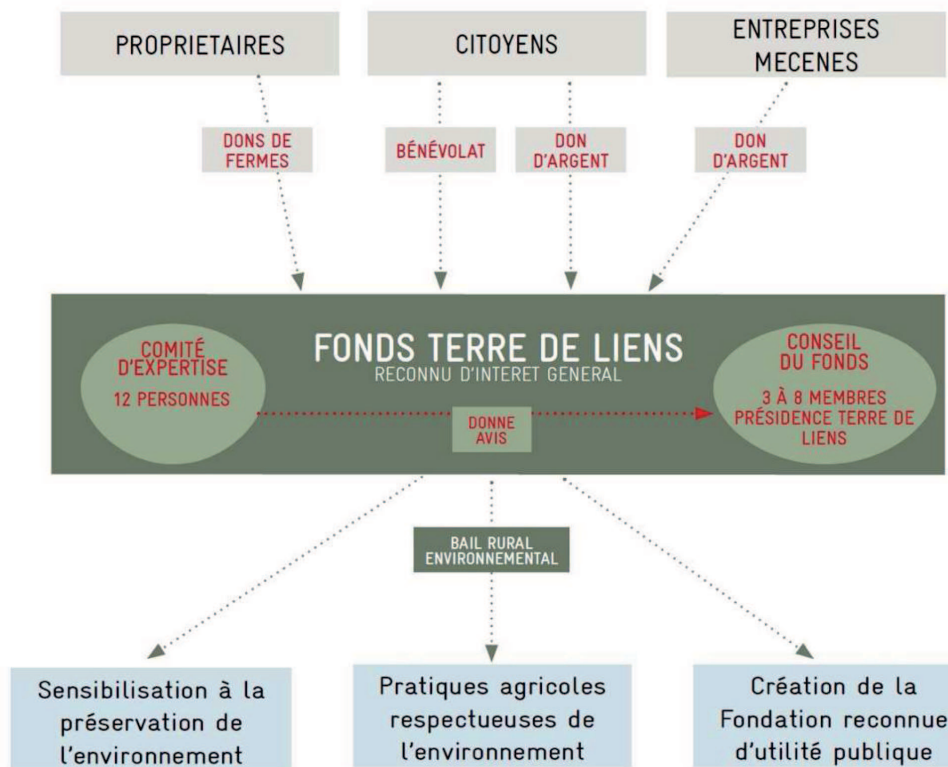 PROPRIETAIRES
CITOYENS
ENTREPRISES
MECENES
DONS DE
FERMES
BÉNÉVOLAT
DON
D'ARGENT
DON
D'ARGENT
FONDS TERRE DE LIENS
RECONNU D'INTERET GENERAL
COMITÉ
D'EXPERTISE
12 PERSONNES
DONNE
AVIS
CONSEIL
DU FONDS
3 À 8 MEMBRES
PRÉSIDENCE TERRE DE
LIENS
BAIL RURAL
ENVIRONNEMENTAL
Sensibilisation à la
préservation de
l'environnement
Pratiques agricoles
respectueuses de
l'environnement
Création de la
Fondation reconnue
d'utilité publique